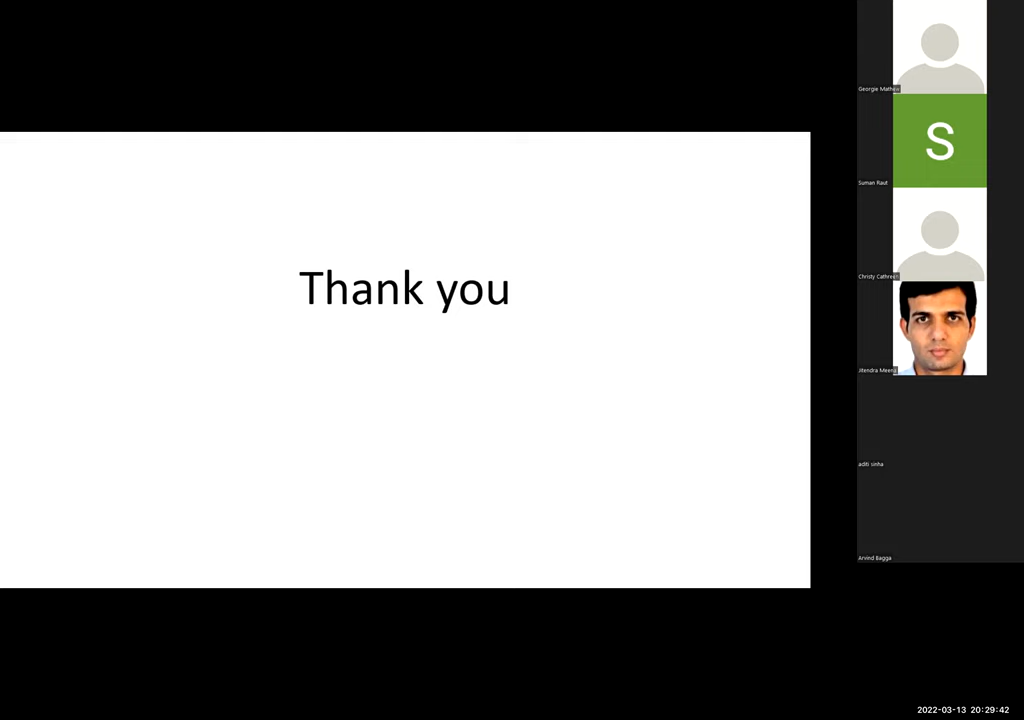 Thank you
Georgie Mathew
S
Suman Raut
Christy Cathreen
Jitendra Meena
aditi sinha
Arvind Bagga
2022-03-13 20:29:42